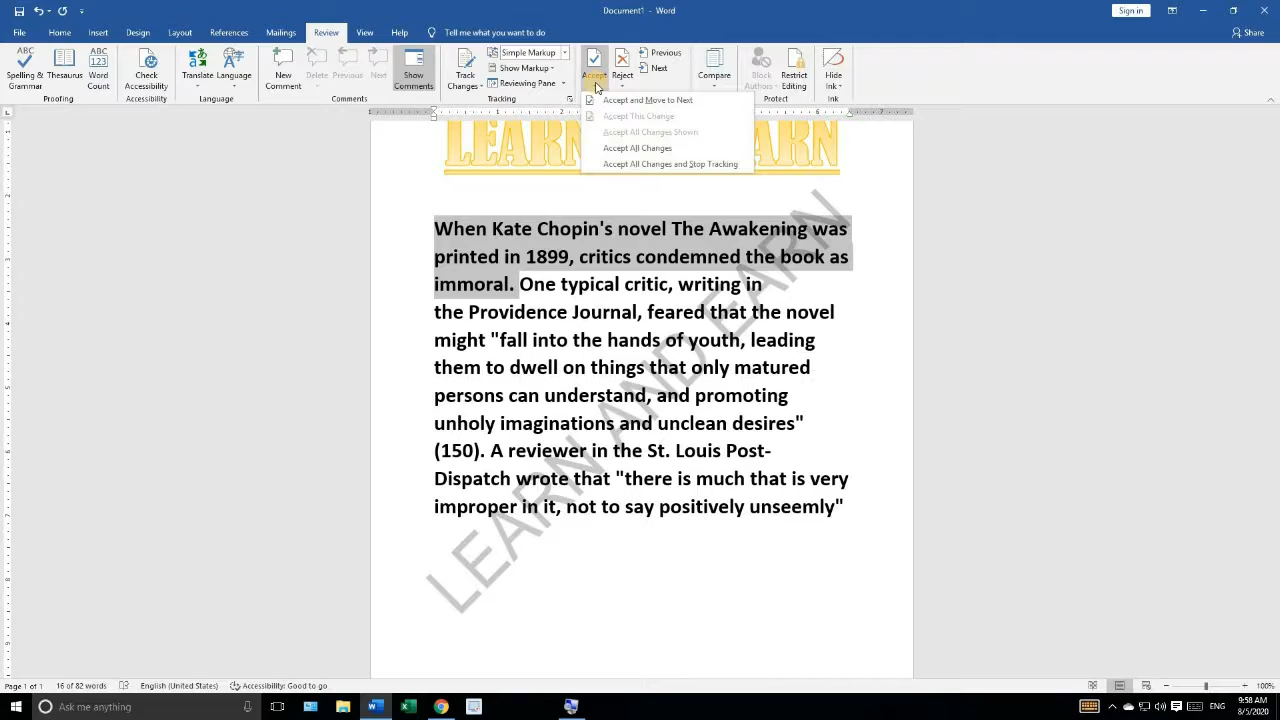 Document1 - Word
Sign in
File Home Insert Draw Design Layout References Mailings Review View Help Tell me what you want to do
Share
Spelling & Grammar
Thesaurus
Word Count
Proofing
Check Accessibility
Accessibility
Translate
Language
Language
New Comment
Delete
Previous
Next
Show Comments
Comments
Track Changes
Simple Markup
Show Markup
Reviewing Pane
Tracking
Accept
Reject
Previous
Next
Compare
Block Authors
Restrict Editing
Protect
Hide Ink
Ink
Accept and Move to Next
Accept This Change
Accept All Changes Shown
Accept All Changes
Accept All Changes and Stop Tracking
LEARN
ARN
When Kate Chopin's novel The Awakening was
printed in 1899, critics condemned the book as
immoral. One typical critic, writing in
the Providence Journal, feared that the novel
might "fall into the hands of youth, leading
them to dwell on things that only matured
persons can understand, and promoting
unholy imaginations and unclean desires"
(150). A reviewer in the St. Louis Post-
Dispatch wrote that "there is much that is very
improper in it, not to say positively unseemly"
LEARN AND LEARN
Page 1 of 1 16 of 82 words English (United States) Accessibility: Good to go
100%
Ask me anything
ENG
9:58 AM
8/5/2020